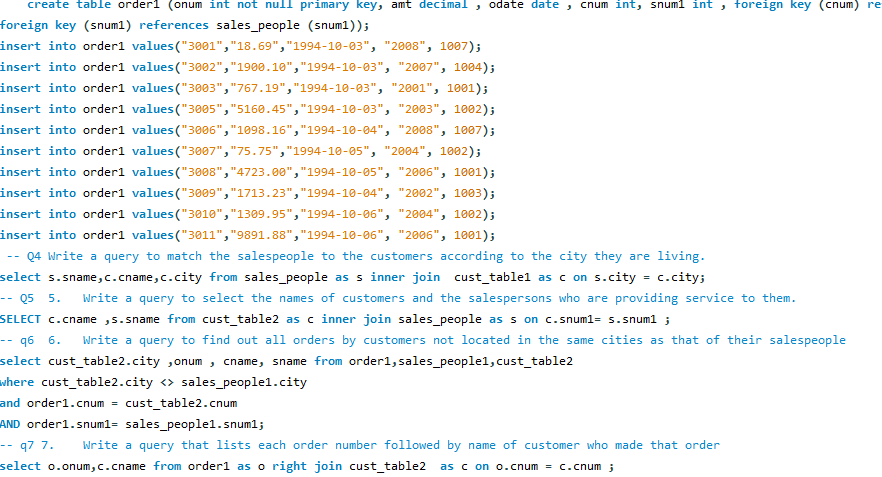 create table order1 (onum int not null primary key, amt decimal , odate date , cnum int, snum1 int , foreign key (cnum) re
foreign key (snum1) references sales_people (snum1));
insert into order1 values("3001","18.69","1994-10-03", "2008", 1007);
insert into order1 values("3002","1900.10","1994-10-03", "2007", 1004);
insert into order1 values("3003","767.19","1994-10-03", "2001", 1001);
insert into order1 values("3005","5160.45","1994-10-03", "2003", 1002);
insert into order1 values("3006","1098.16","1994-10-04", "2008", 1007);
insert into order1 values("3007","75.75","1994-10-05", "2004", 1002);
insert into order1 values("3008","4723.00","1994-10-05", "2006", 1001);
insert into order1 values("3009","1713.23","1994-10-04", "2002", 1003);
insert into order1 values("3010","1309.95","1994-10-06", "2004", 1002);
insert into order1 values("3011","9891.88","1994-10-06", "2006", 1001);
-- Q4 Write a query to match the salespeople to the customers according to the city they are living.
select s.sname,c.cname,c.city from sales_people as s inner join  cust_table1 as c on s.city = c.city;
-- Q5  5.   Write a query to select the names of customers and the salespersons who are providing service to them.
SELECT c.cname ,s.sname from cust_table2 as c inner join sales_people as s on c.snum1= s.snum1 ;
-- q6  6.   Write a query to find out all orders by customers not located in the same cities as that of their salespeople
select cust_table2.city ,onum , cname, sname from order1,sales_people1,cust_table2
where cust_table2.city <> sales_people1.city
and order1.cnum = cust_table2.cnum
AND order1.snum1= sales_people1.snum1;
-- q7 7.    Write a query that lists each order number followed by name of customer who made that order
select o.onum,c.cname from order1 as o right join cust_table2  as c on o.cnum = c.cnum ;